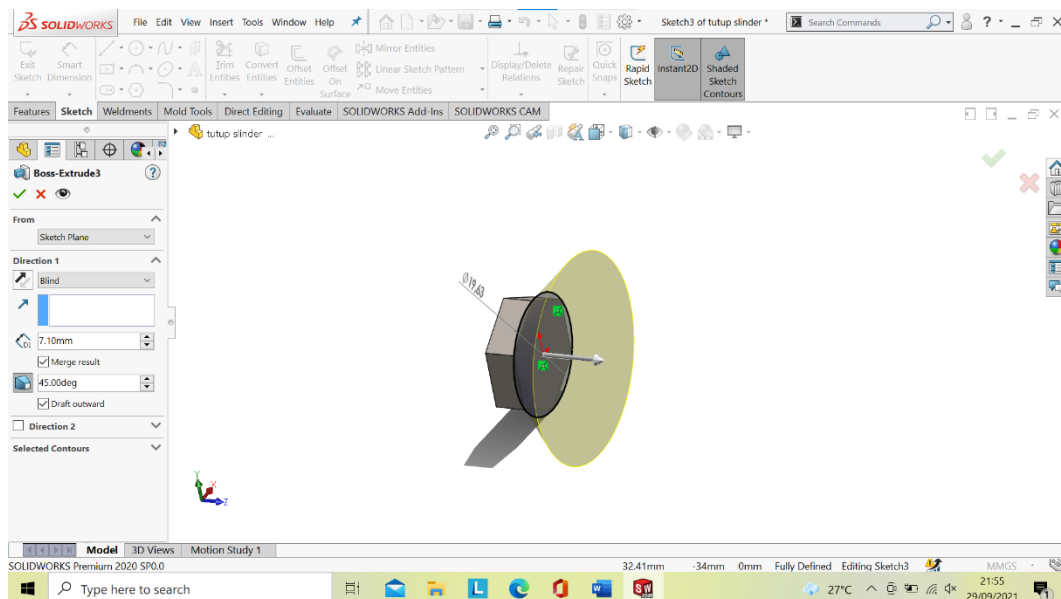 SOLIDWORKS File Edit View Insert Tools Window Help Sketch3 of tutup slinder * Search Commands ?
Exit Sketch
Smart Dimension
Trim Entities
Convert Entities
Offset Entities
Offset On Surface
Mirror Entities
Linear Sketch Pattern
Move Entities
Display/Delete Relations
Repair Sketch
Quick Snaps
Rapid Sketch
Instant2D
Shaded Sketch Contours
Features Sketch Weldments Mold Tools Direct Editing Evaluate SOLIDWORKS Add-Ins SOLIDWORKS CAM
tutup slinder ...
Boss-Extrude3 ?
From
Sketch Plane
Direction 1
Blind
D1 7.10mm
Merge result
45.00deg
Draft outward
Direction 2
Selected Contours
Ø19.63
Y
X
Z
Model 3D Views Motion Study 1
SOLIDWORKS Premium 2020 SP0.0 32.41mm -34mm 0mm Fully Defined Editing Sketch3 MMGS
Type here to search 27°C 21:55
29/09/2021